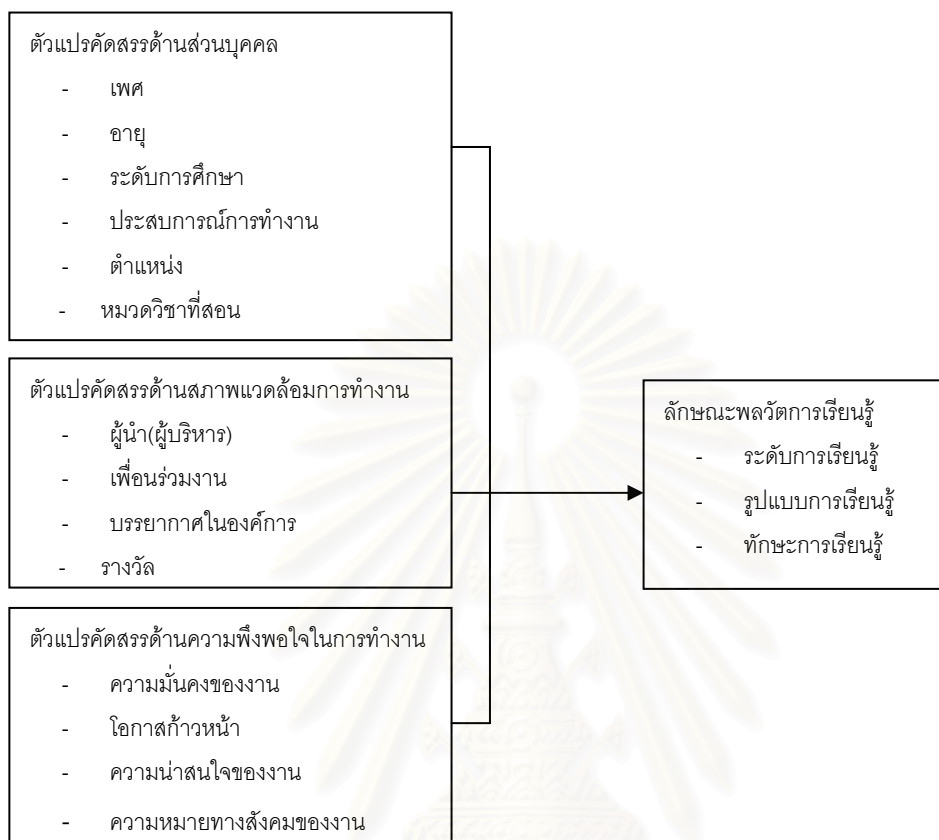 ตัวแปรคัดสรรด้านส่วนบุคคล
- เพศ
- อายุ
- ระดับการศึกษา
- ประสบการณ์การทำงาน
- ตำแหน่ง
- หมวดวิชาที่สอน
ตัวแปรคัดสรรด้านสภาพแวดล้อมการทำงาน
- ผู้นำ(ผู้บริหาร)
- เพื่อนร่วมงาน
- บรรยากาศในองค์การ
- รางวัล
ตัวแปรคัดสรรด้านความพึงพอใจในการทำงาน
- ความมั่นคงของงาน
- โอกาสก้าวหน้า
- ความน่าสนใจของงาน
- ความหมายทางสังคมของงาน
ลักษณะพลวัตการเรียนรู้
- ระดับการเรียนรู้
- รูปแบบการเรียนรู้
- ทักษะการเรียนรู้